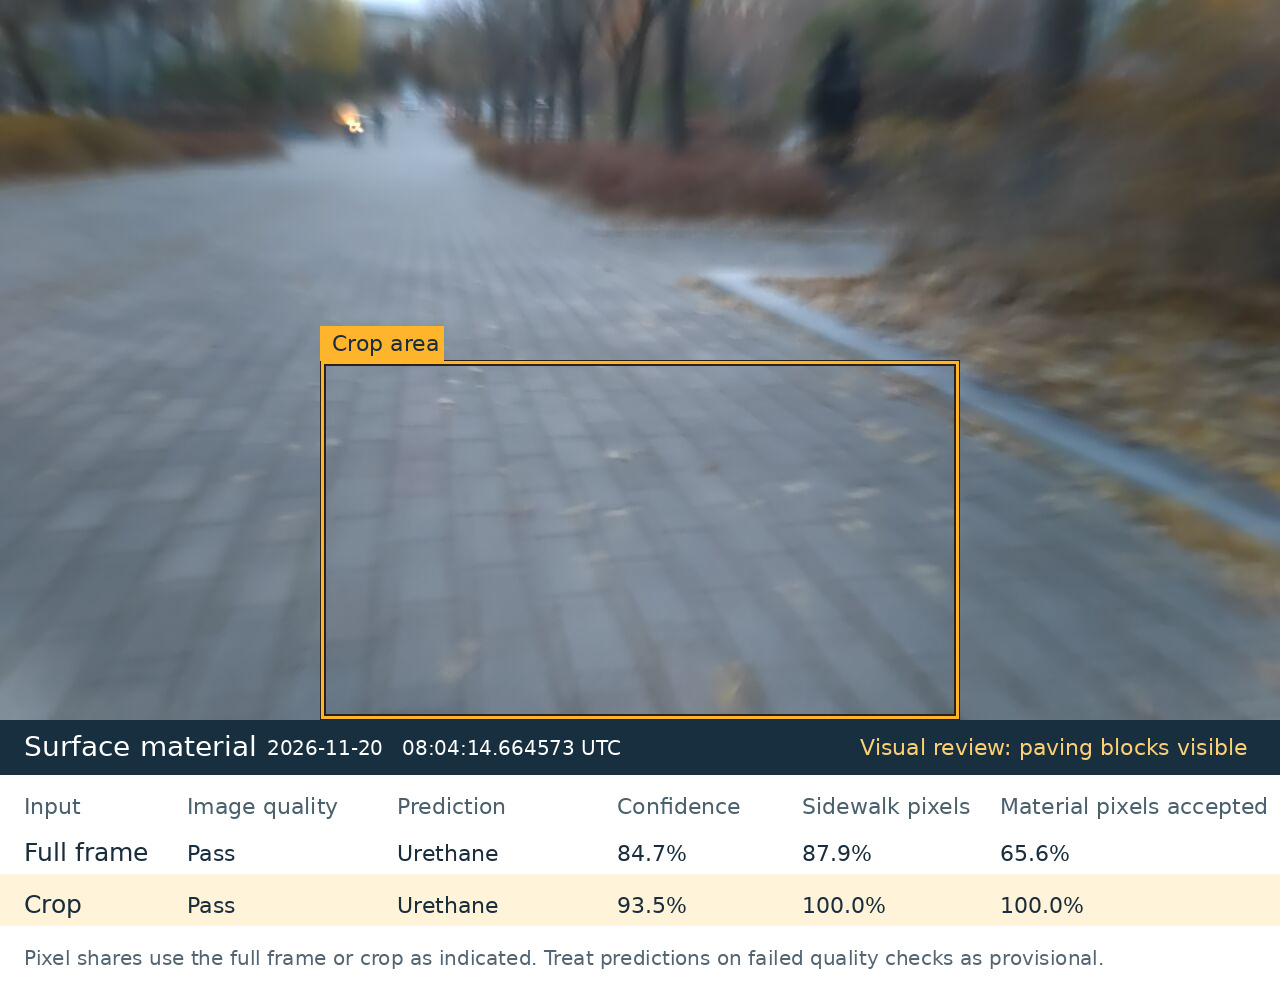 Crop area
Surface material 2026-11-20 08:04:14.664573 UTC Visual review: paving blocks visible
Input Image quality Prediction Confidence Sidewalk pixels Material pixels accepted
Full frame Pass Urethane 84.7% 87.9% 65.6%
Crop Pass Urethane 93.5% 100.0% 100.0%
Pixel shares use the full frame or crop as indicated. Treat predictions on failed quality checks as provisional.